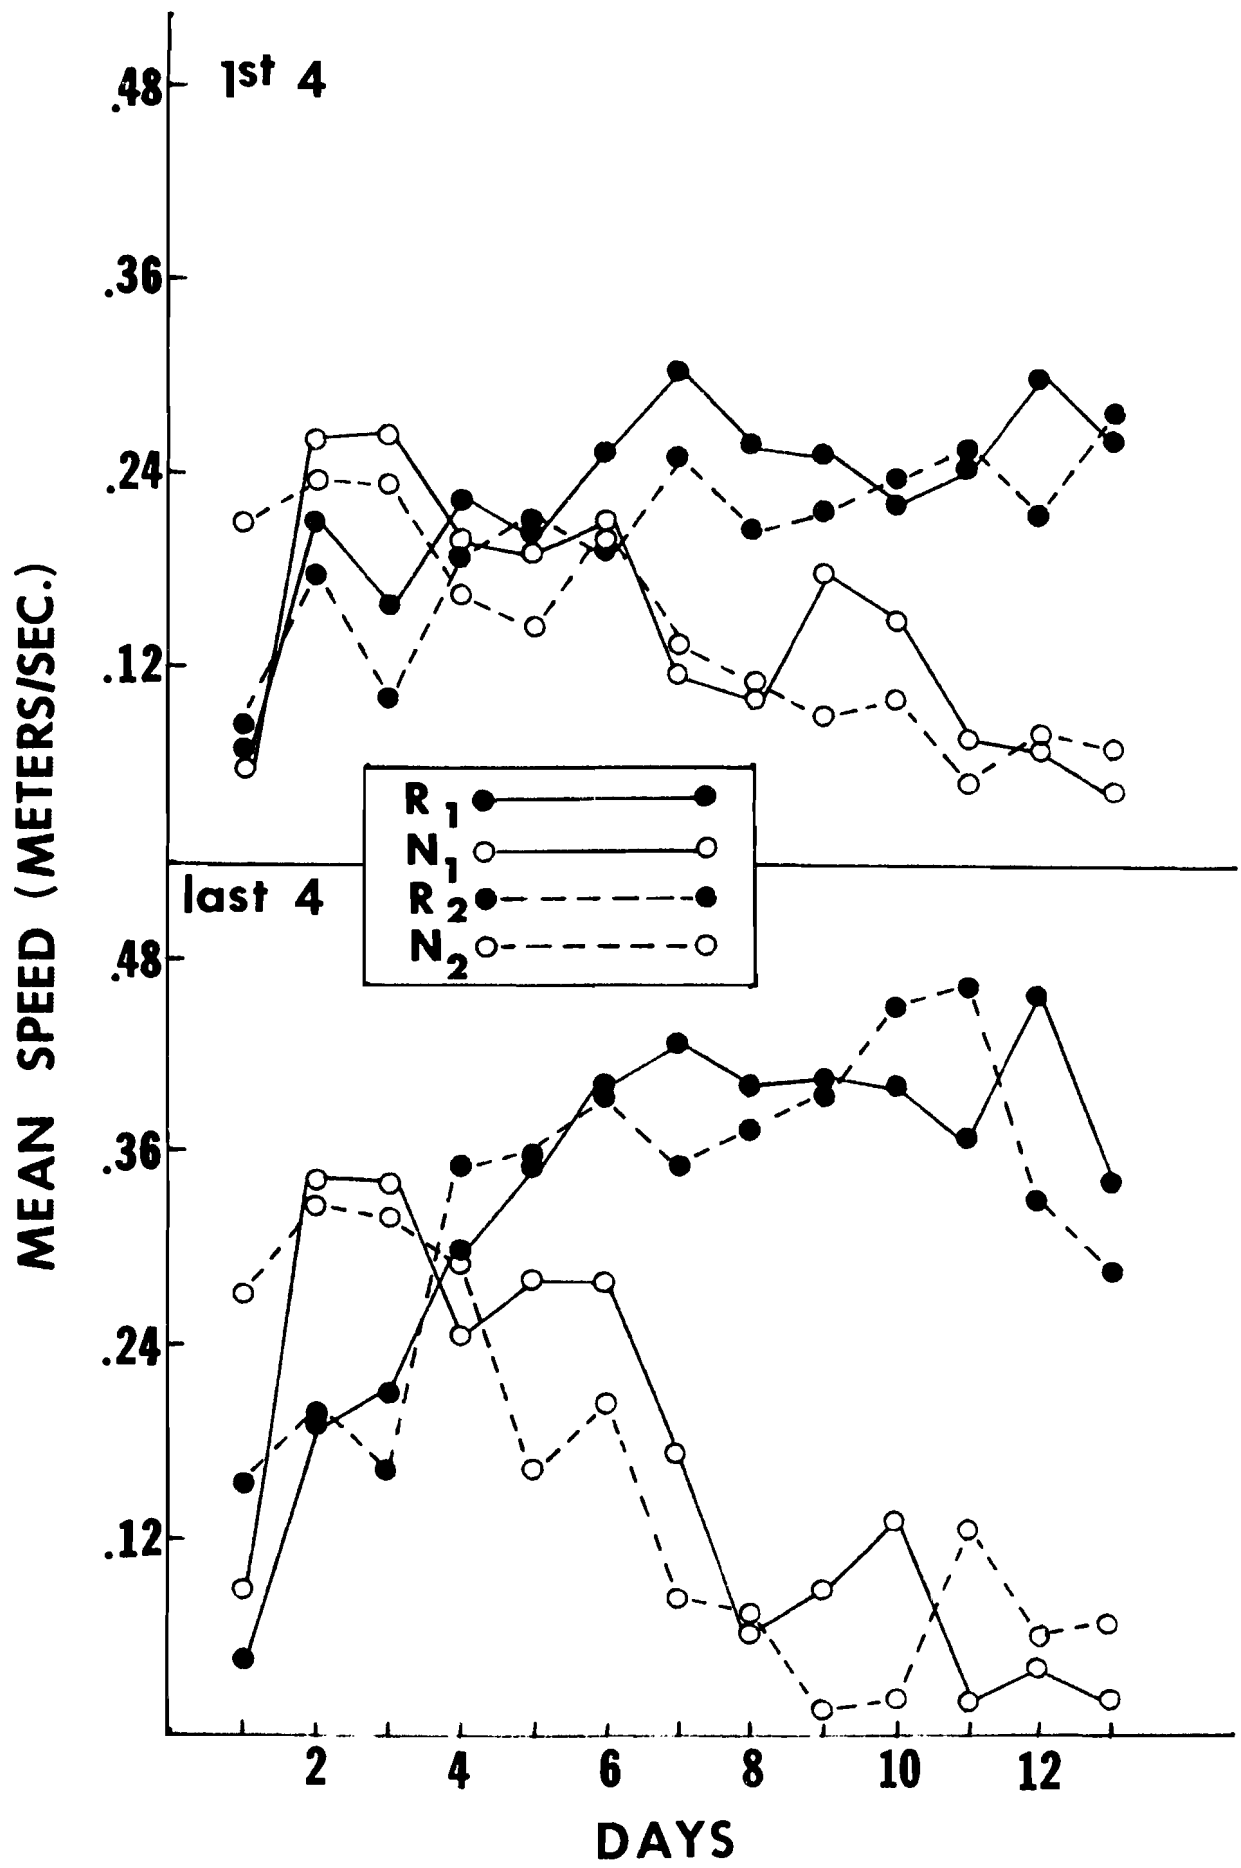 1st 4
.48
.36
.24
.12
R1
N1
R2
N2
last 4
.48
.36
.24
.12
2 4 6 8 10 12
DAYS
MEAN SPEED (METERS/SEC.)